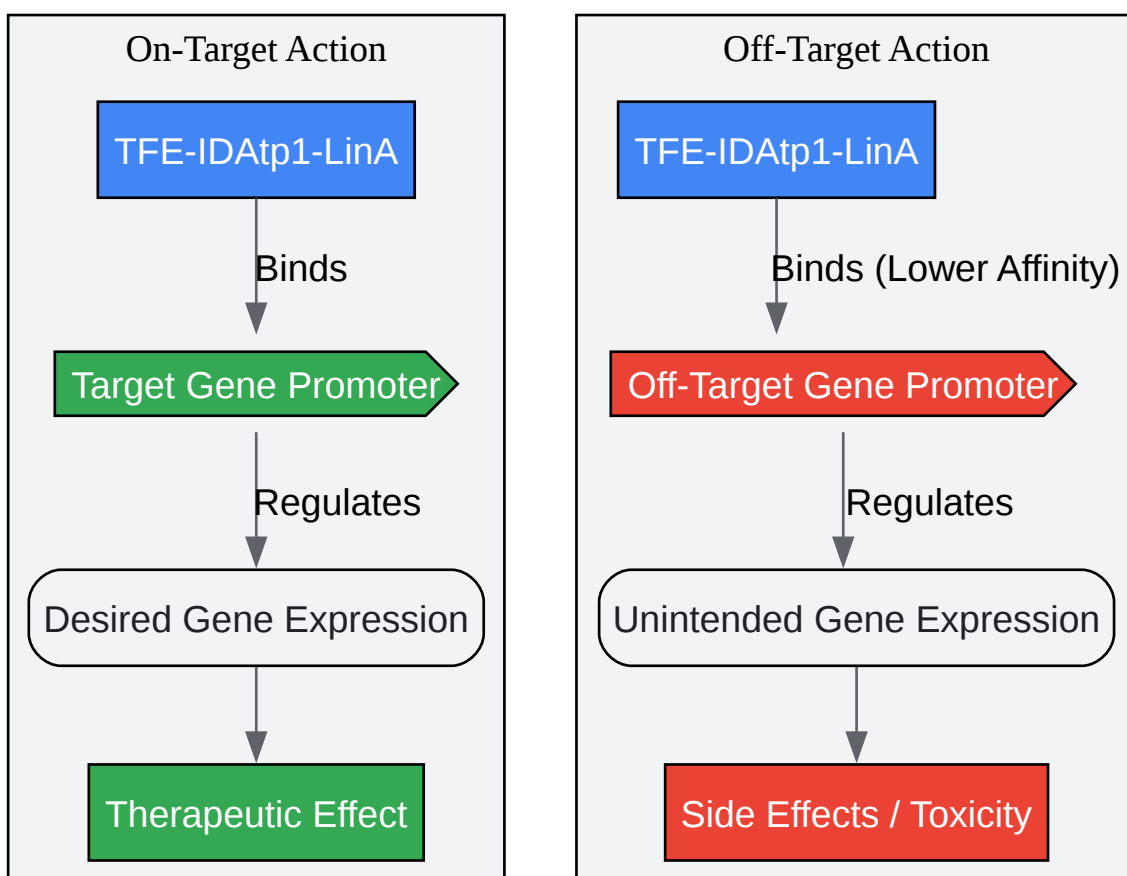 On-Target Action
TFE-IDAtp1-LinA
Binds
Target Gene Promoter
Regulates
Desired Gene Expression
Therapeutic Effect
Off-Target Action
TFE-IDAtp1-LinA
Binds (Lower Affinity)
Off-Target Gene Promoter
Regulates
Unintended Gene Expression
Side Effects / Toxicity